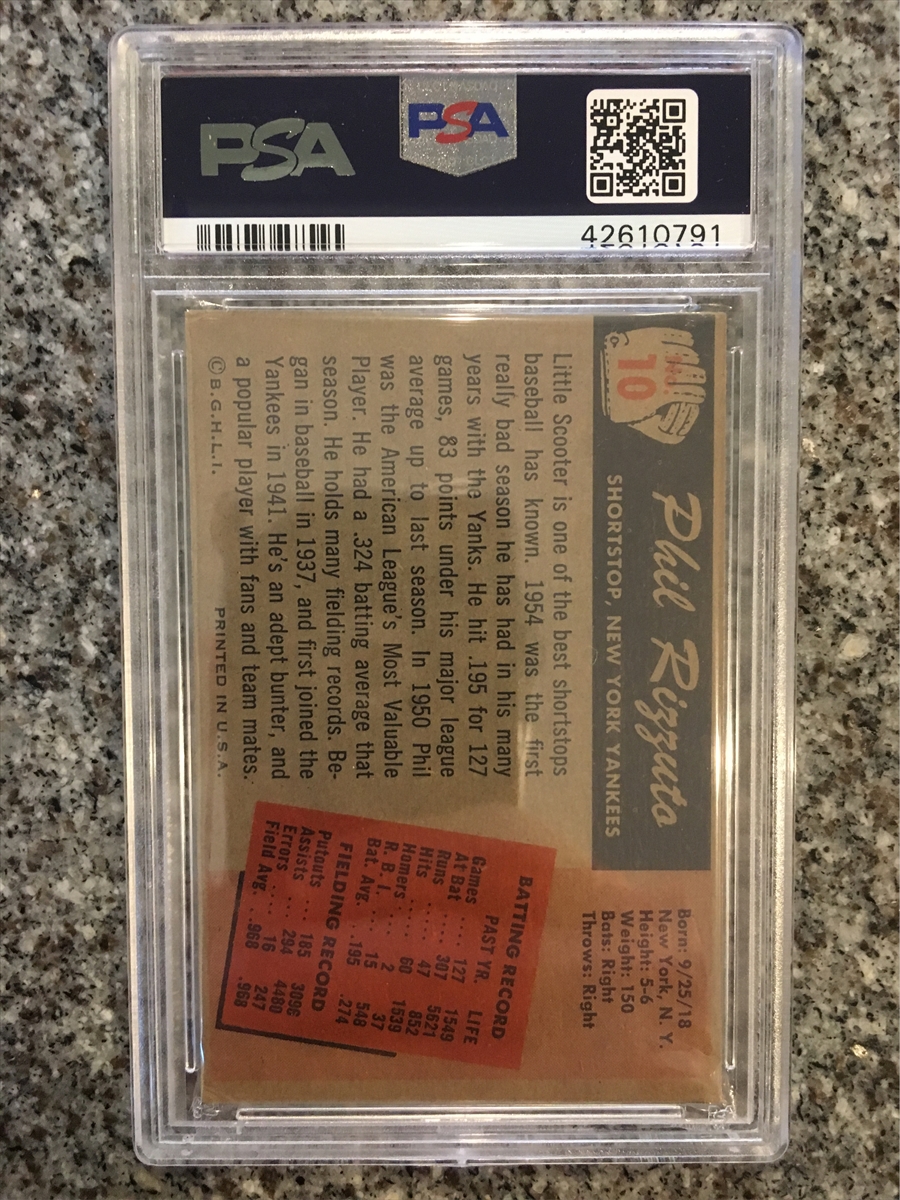 PSA
PSA
42610791
No.
10
Phil Rizzuto
SHORTSTOP, NEW YORK YANKEES
Born: 9/25/18
New York, N. Y.
Height: 5-6
Weight: 150
Bats: Right
Throws: Right
Little Scooter is one of the best shortstops
baseball has known. 1954 was the first
really bad season he has had in his many
years with the Yanks. He hit .195 for 127
games, 83 points under his major league
average up to last season. In 1950 Phil
was the American League's Most Valuable
Player. He had a .324 batting average that
season. He holds many fielding records. Be-
gan in baseball in 1937, and first joined the
Yankees in 1941. He's an adept bunter, and
a popular player with fans and team mates.
© B.G.H.L.I. PRINTED IN U.S.A.
BATTING RECORD
PAST YR. LIFE
Games .... 127 1549
At Bat .... 307 5621
Runs ..... 47 852
Hits ..... 60 1539
Homers .... 2 37
R. B. I. .... 15 548
Bat. Avg. ... .195 .274
FIELDING RECORD
Putouts .... 185 3096
Assists .... 294 4480
Errors .... 16 247
Field Avg. .. .968 .968